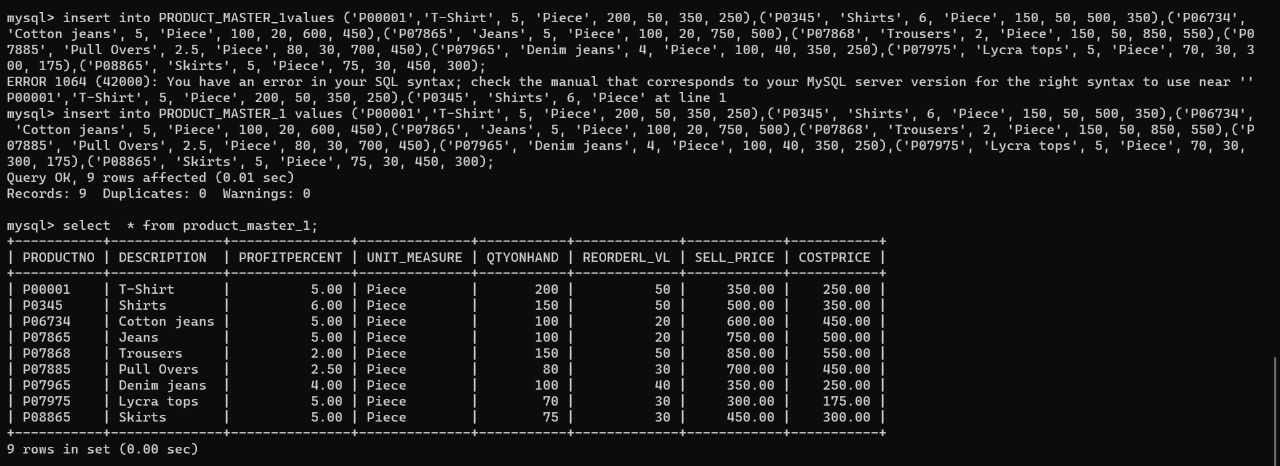 mysql> insert into PRODUCT_MASTER_1values ('P00001','T-Shirt', 5, 'Piece', 200, 50, 350, 250),('P0345', 'Shirts', 6, 'Piece', 150, 50, 500, 350),('P06734',
'Cotton jeans', 5, 'Piece', 100, 20, 600, 450),('P07865', 'Jeans', 5, 'Piece', 100, 20, 750, 500),('P07868', 'Trousers', 2, 'Piece', 150, 50, 850, 550),('P0
7885', 'Pull Overs', 2.5, 'Piece', 80, 30, 700, 450),('P07965', 'Denim jeans', 4, 'Piece', 100, 40, 350, 250),('P07975', 'Lycra tops', 5, 'Piece', 70, 30, 3
00, 175),('P08865', 'Skirts', 5, 'Piece', 75, 30, 450, 300);
ERROR 1064 (42000): You have an error in your SQL syntax; check the manual that corresponds to your MySQL server version for the right syntax to use near ''
P00001','T-Shirt', 5, 'Piece', 200, 50, 350, 250),('P0345', 'Shirts', 6, 'Piece' at line 1
mysql> insert into PRODUCT_MASTER_1 values ('P00001','T-Shirt', 5, 'Piece', 200, 50, 350, 250),('P0345', 'Shirts', 6, 'Piece', 150, 50, 500, 350),('P06734',
 'Cotton jeans', 5, 'Piece', 100, 20, 600, 450),('P07865', 'Jeans', 5, 'Piece', 100, 20, 750, 500),('P07868', 'Trousers', 2, 'Piece', 150, 50, 850, 550),('P
07885', 'Pull Overs', 2.5, 'Piece', 80, 30, 700, 450),('P07965', 'Denim jeans', 4, 'Piece', 100, 40, 350, 250),('P07975', 'Lycra tops', 5, 'Piece', 70, 30,
300, 175),('P08865', 'Skirts', 5, 'Piece', 75, 30, 450, 300);
Query OK, 9 rows affected (0.01 sec)
Records: 9  Duplicates: 0  Warnings: 0

mysql> select  * from product_master_1;
+-----------+--------------+---------------+--------------+-----------+-------------+------------+-----------+
| PRODUCTNO | DESCRIPTION  | PROFITPERCENT | UNIT_MEASURE | QTYONHAND | REORDERL_VL | SELL_PRICE | COSTPRICE |
+-----------+--------------+---------------+--------------+-----------+-------------+------------+-----------+
| P00001    | T-Shirt      |          5.00 | Piece        |       200 |          50 |     350.00 |    250.00 |
| P0345     | Shirts       |          6.00 | Piece        |       150 |          50 |     500.00 |    350.00 |
| P06734    | Cotton jeans |          5.00 | Piece        |       100 |          20 |     600.00 |    450.00 |
| P07865    | Jeans        |          5.00 | Piece        |       100 |          20 |     750.00 |    500.00 |
| P07868    | Trousers     |          2.00 | Piece        |       150 |          50 |     850.00 |    550.00 |
| P07885    | Pull Overs   |          2.50 | Piece        |        80 |          30 |     700.00 |    450.00 |
| P07965    | Denim jeans  |          4.00 | Piece        |       100 |          40 |     350.00 |    250.00 |
| P07975    | Lycra tops   |          5.00 | Piece        |        70 |          30 |     300.00 |    175.00 |
| P08865    | Skirts       |          5.00 | Piece        |        75 |          30 |     450.00 |    300.00 |
+-----------+--------------+---------------+--------------+-----------+-------------+------------+-----------+
9 rows in set (0.00 sec)